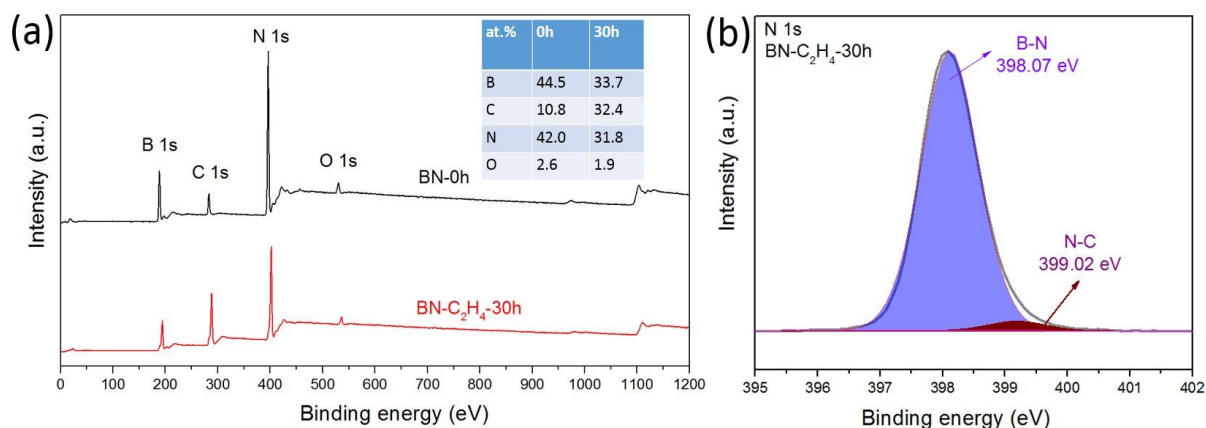 (a)
Intensity (a.u.)
B 1s
C 1s
N 1s
O 1s
BN-0h
BN-C₂H₄-30h
at.% 0h 30h
B 44.5 33.7
C 10.8 32.4
N 42.0 31.8
O 2.6 1.9
0 100 200 300 400 500 600 700 800 900 1000 1100 1200
Binding energy (eV)
(b)
Intensity (a.u.)
N 1s
BN-C₂H₄-30h
B-N
398.07 eV
N-C
399.02 eV
395 396 397 398 399 400 401 402
Binding energy (eV)